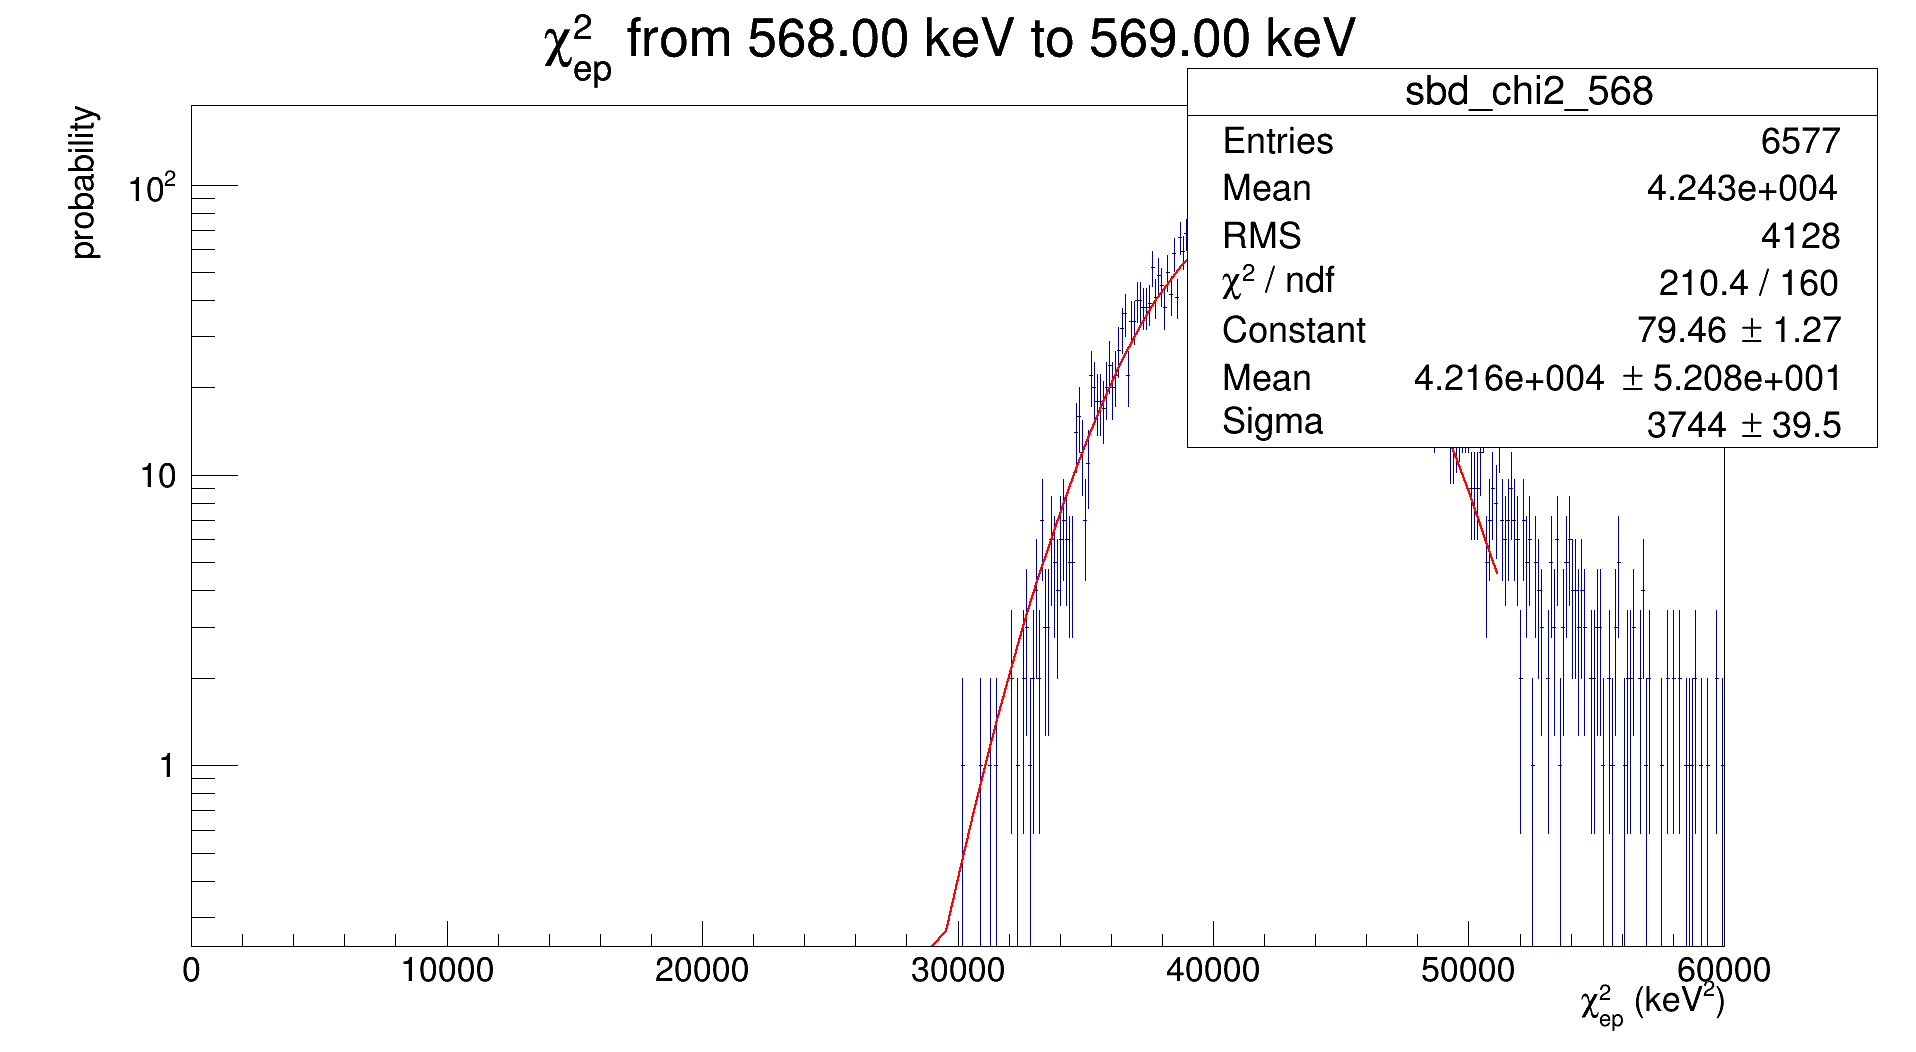 χ²ep from 568.00 keV to 569.00 keV
sbd_chi2_568
Entries 6577
Mean 4.243e+004
RMS 4128
χ² / ndf 210.4 / 160
Constant 79.46 ± 1.27
Mean 4.216e+004 ± 5.208e+001
Sigma 3744 ± 39.5
probability
10²
10
1
0 10000 20000 30000 40000 50000 60000
χ²ep (keV²)